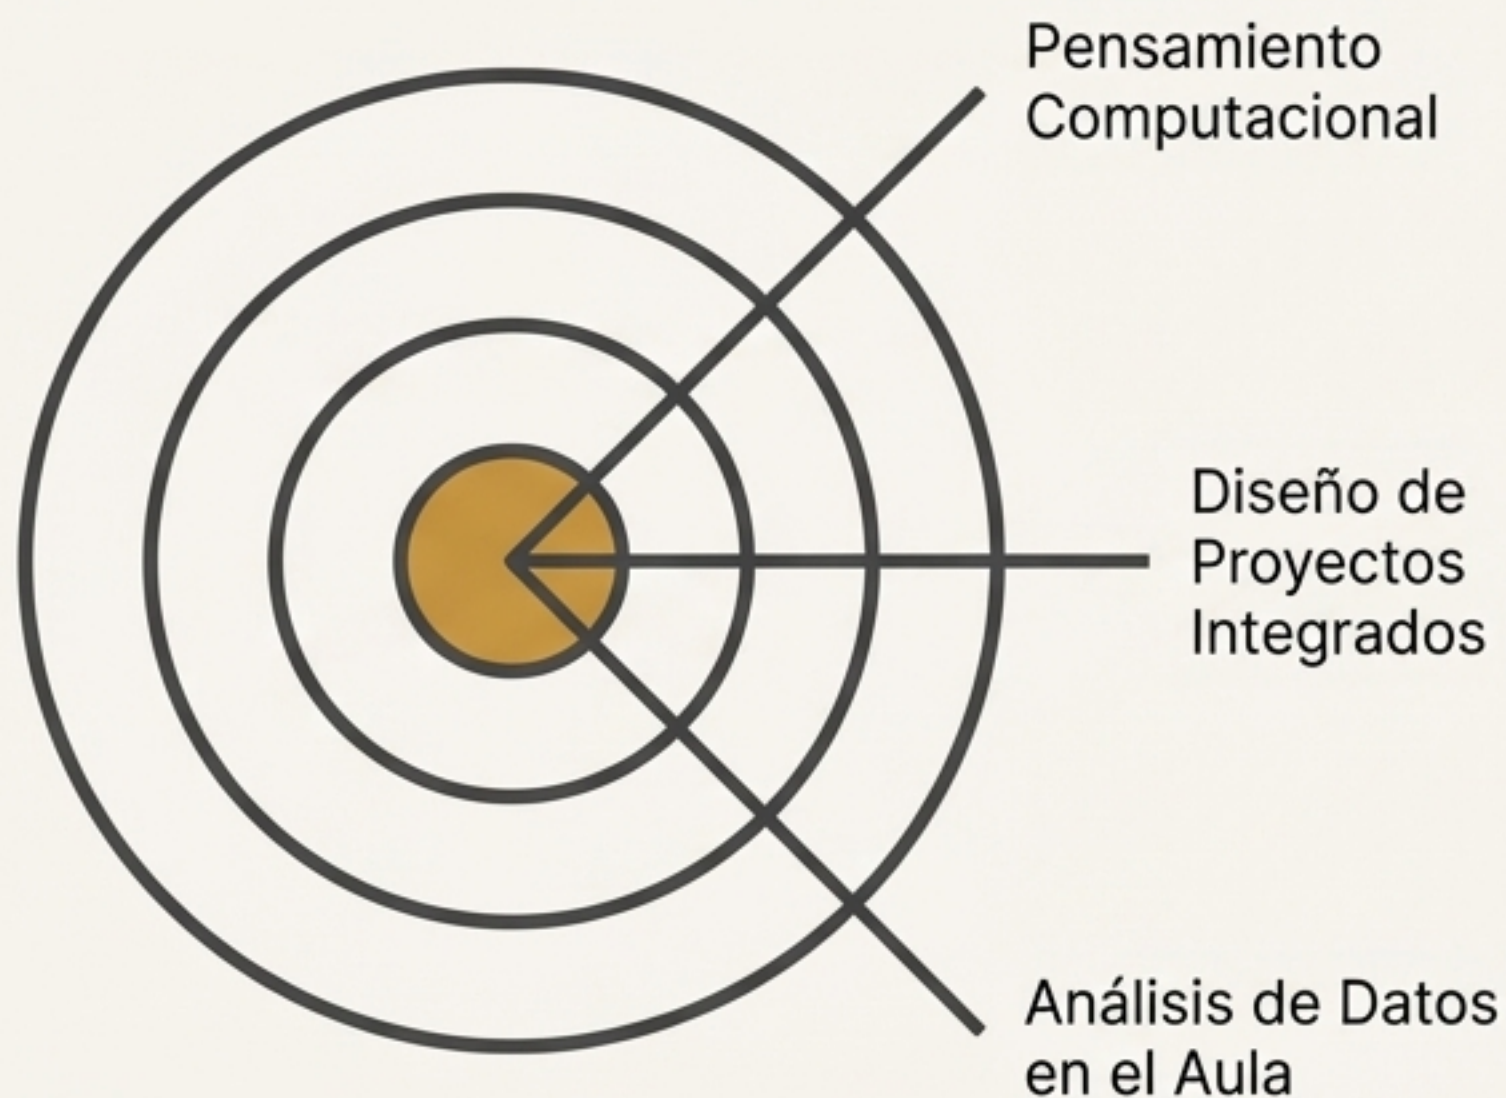 Pensamiento
Computacional
Diseño de
Proyectos
Integrados
Análisis de Datos
en el Aula